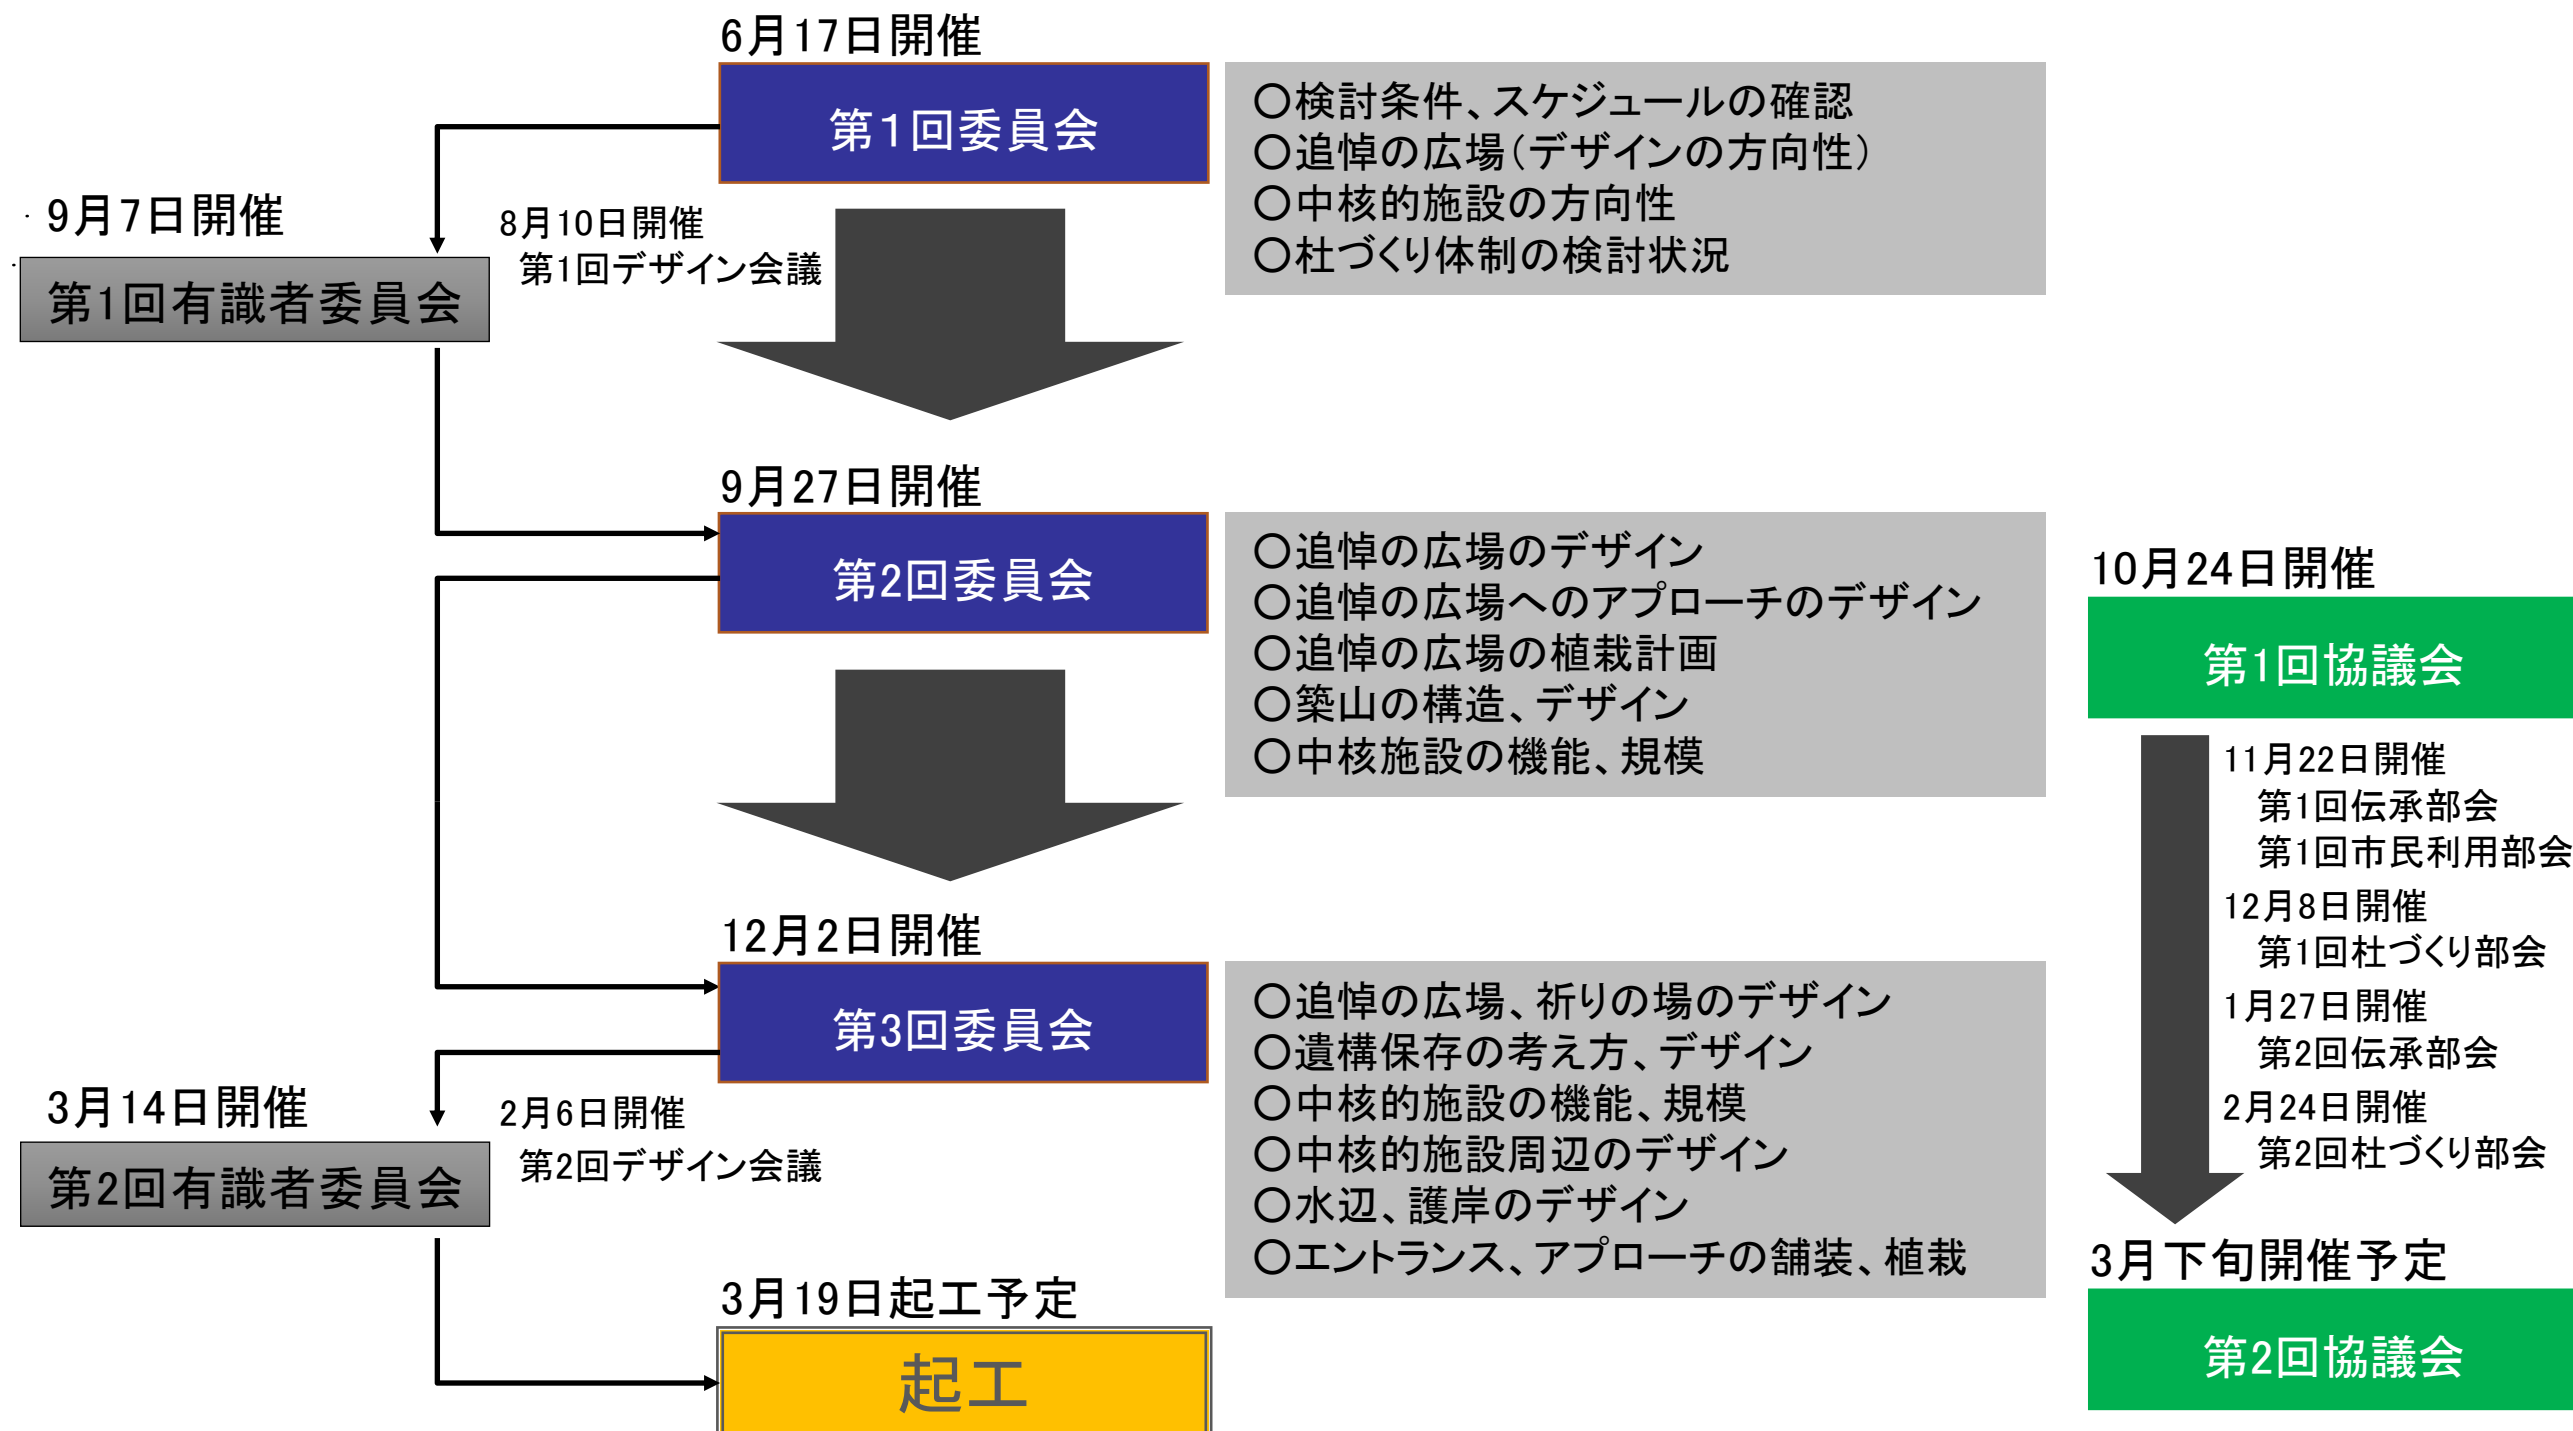 6月17日開催
第1回委員会
○検討条件、スケジュールの確認
○追悼の広場（デザインの方向性）
○中核的施設の方向性
○杜づくり体制の検討状況
9月7日開催
第1回有識者委員会
8月10日開催
第1回デザイン会議
9月27日開催
第2回委員会
○追悼の広場のデザイン
○追悼の広場へのアプローチのデザイン
○追悼の広場の植栽計画
○築山の構造、デザイン
○中核施設の機能、規模
10月24日開催
第1回協議会
11月22日開催
第1回伝承部会
第1回市民利用部会
12月8日開催
第1回杜づくり部会
1月27日開催
第2回伝承部会
2月24日開催
第2回杜づくり部会
12月2日開催
第3回委員会
○追悼の広場、祈りの場のデザイン
○遺構保存の考え方、デザイン
○中核的施設の機能、規模
○中核的施設周辺のデザイン
○水辺、護岸のデザイン
○エントランス、アプローチの舗装、植栽
3月14日開催
第2回有識者委員会
2月6日開催
第2回デザイン会議
3月19日起工予定
起工
3月下旬開催予定
第2回協議会